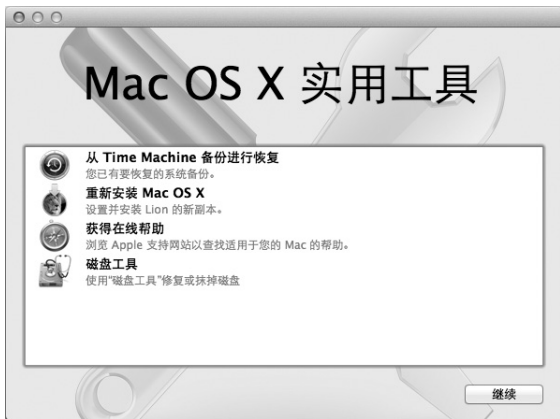 Mac OS X 实用工具
从 Time Machine 备份进行恢复
您已有要恢复的系统备份。
重新安装 Mac OS X
设置并安装 Lion 的新副本。
获得在线帮助
浏览 Apple 支持网站以查找适用于您的 Mac 的帮助。
磁盘工具
使用“磁盘工具”修复或抹掉磁盘
继续